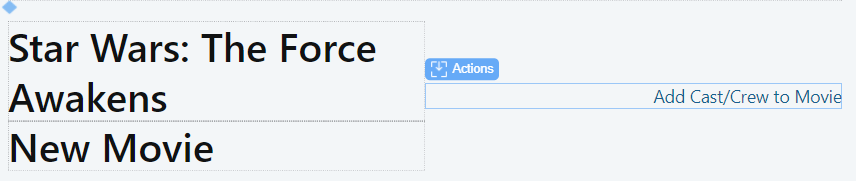 Star Wars: The Force
Awakens
Actions
Add Cast/Crew to Movie
New Movie